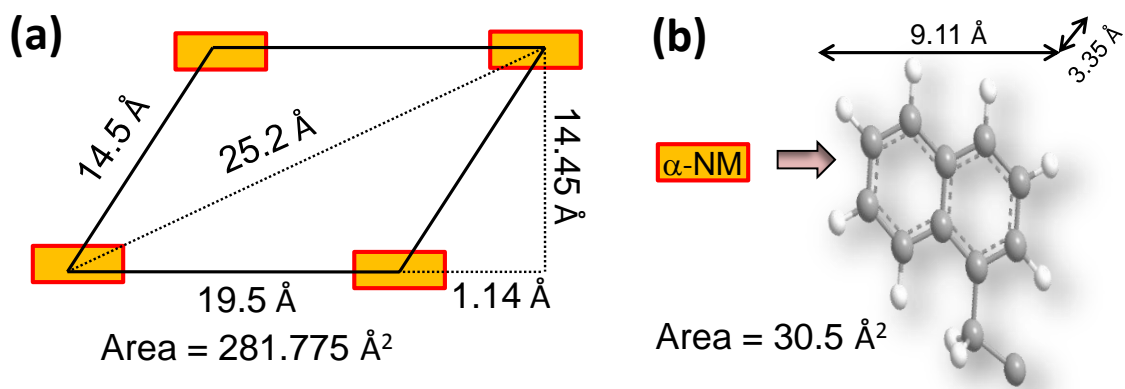 (a)
14.5 Å
25.2 Å
14.45 Å
19.5 Å
1.14 Å
Area = 281.775 Å²
(b)
9.11 Å
3.35 Å
α-NM
Area = 30.5 Å²